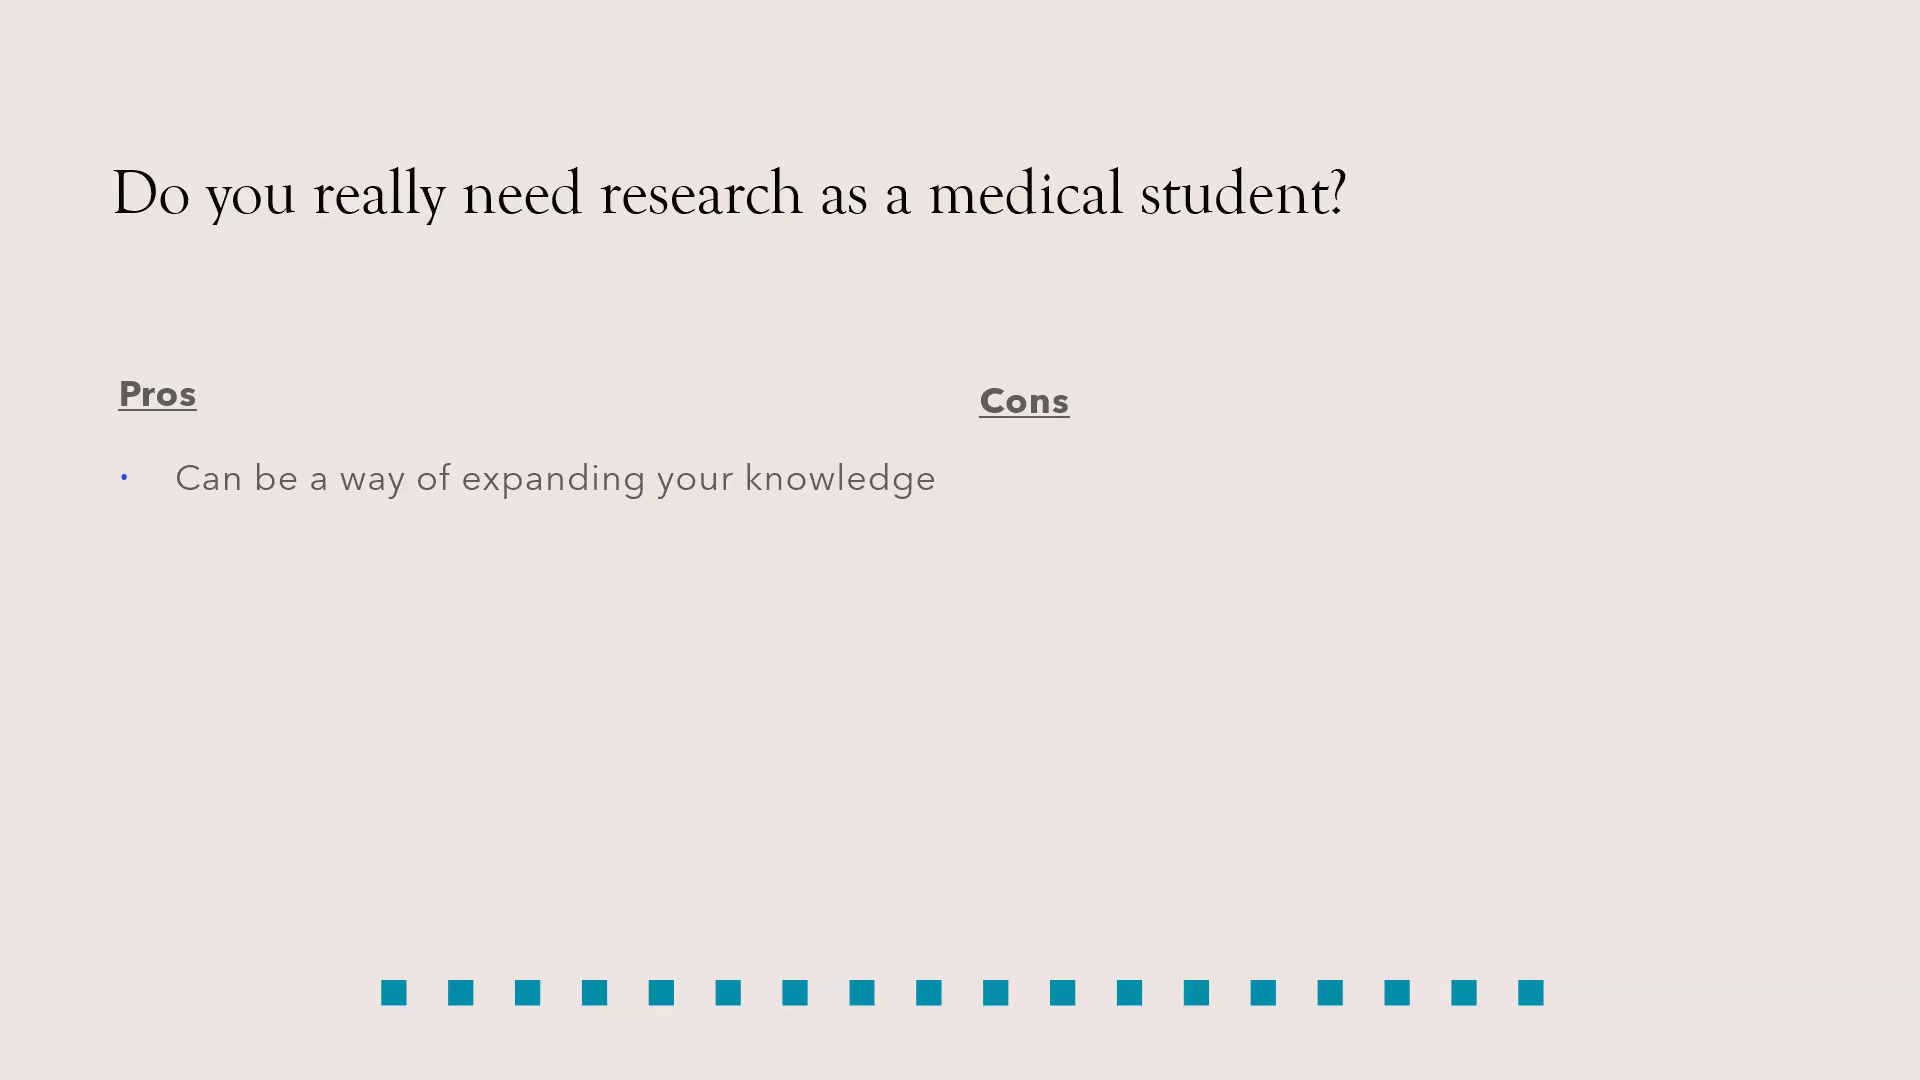 Do you really need research as a medical student?
Pros
Cons
• Can be a way of expanding your knowledge